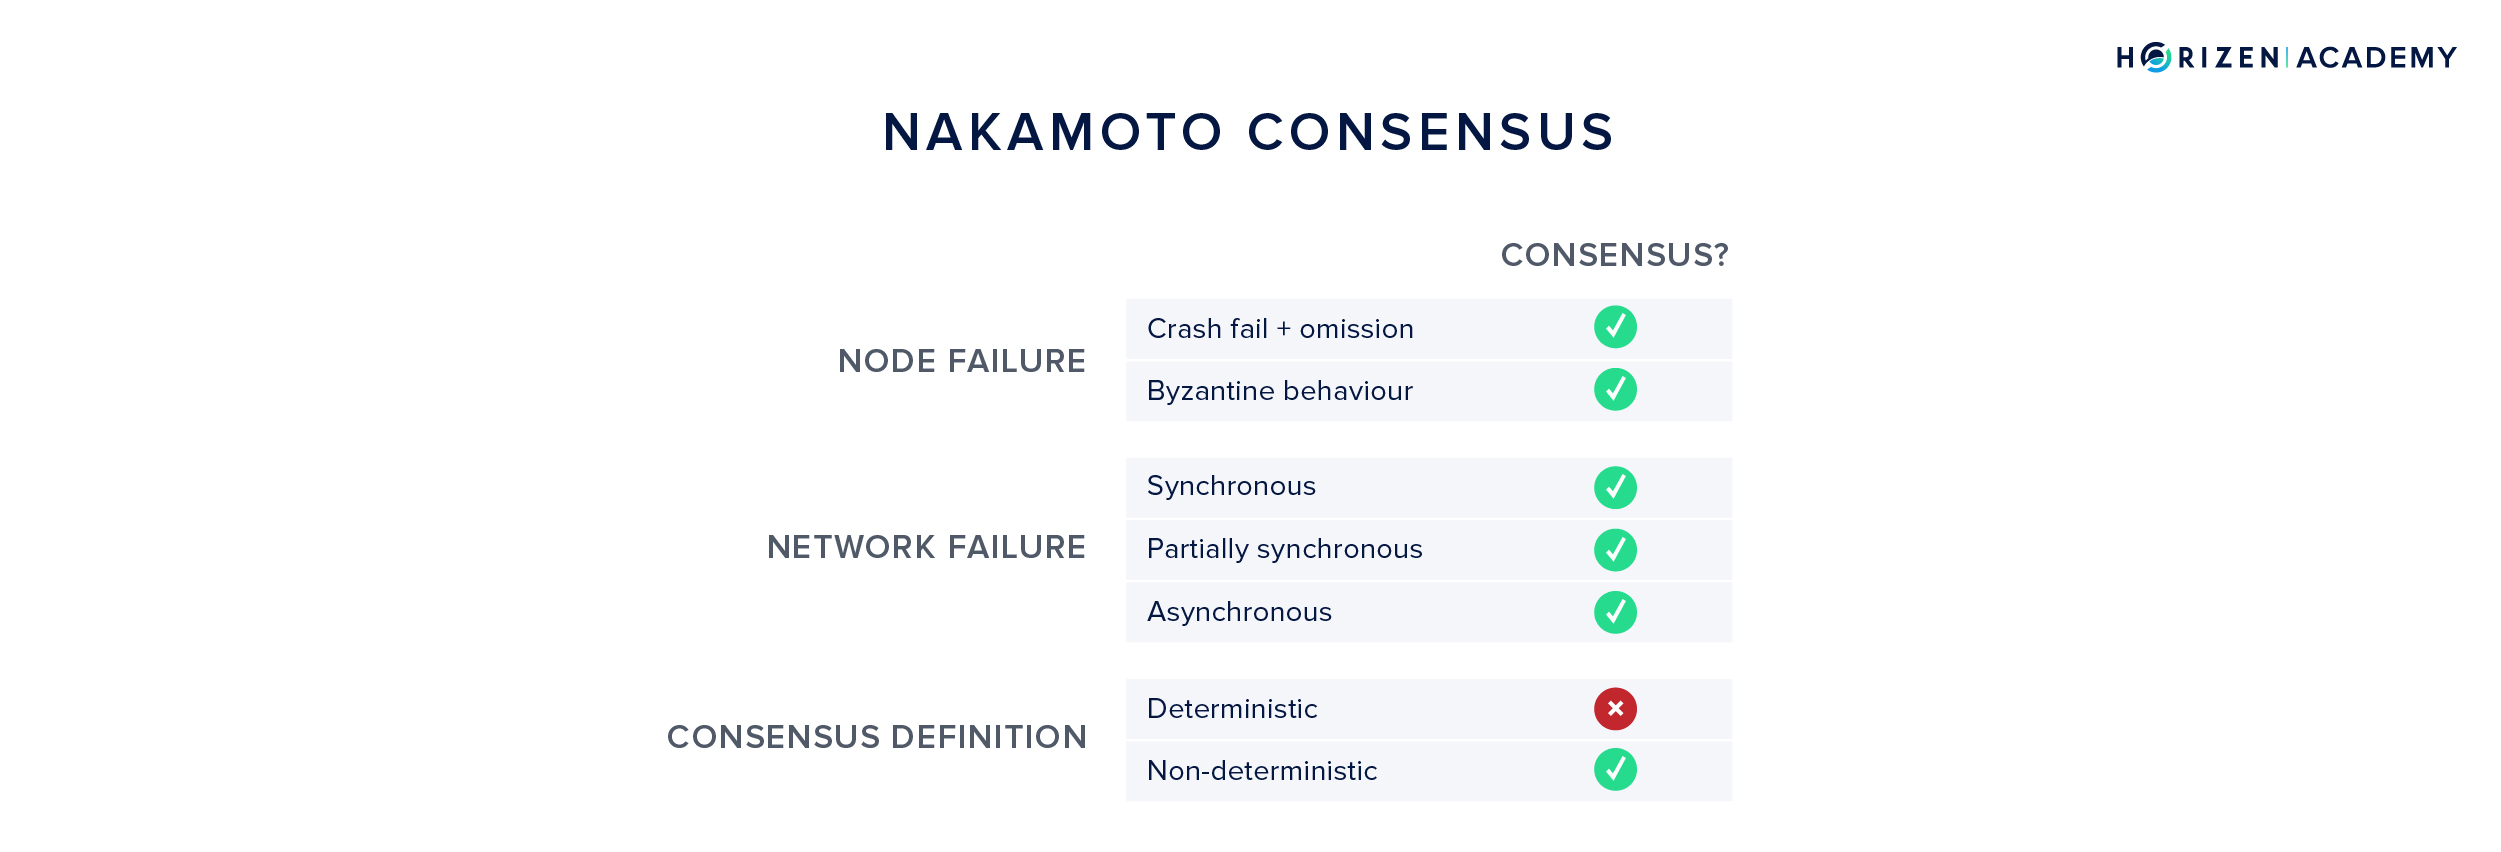 HORIZEN | ACADEMY
NAKAMOTO CONSENSUS
CONSENSUS?
NODE FAILURE
Crash fail + omission
Byzantine behaviour
NETWORK FAILURE
Synchronous
Partially synchronous
Asynchronous
CONSENSUS DEFINITION
Deterministic
Non-deterministic